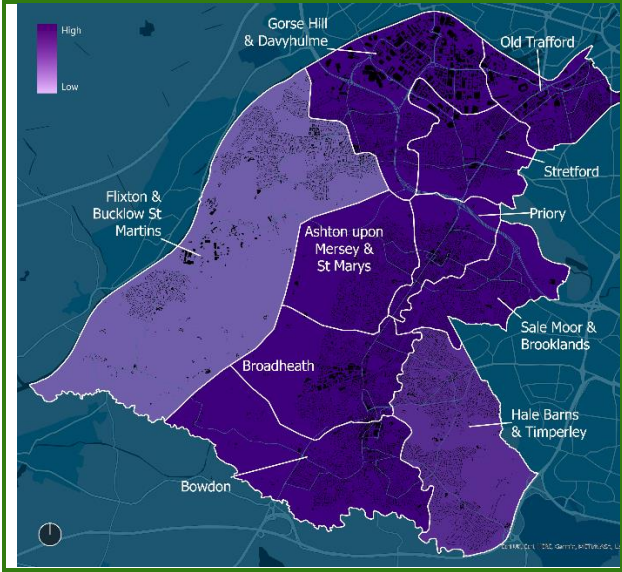 High
Low
Gorse Hill
& Davyhulme
Old Trafford
Stretford
Flixton &
Bucklow St
Martins
Priory
Ashton upon
Mersey &
St Marys
Sale Moor &
Brooklands
Broadheath
Hale Barns
& Timperley
Bowdon